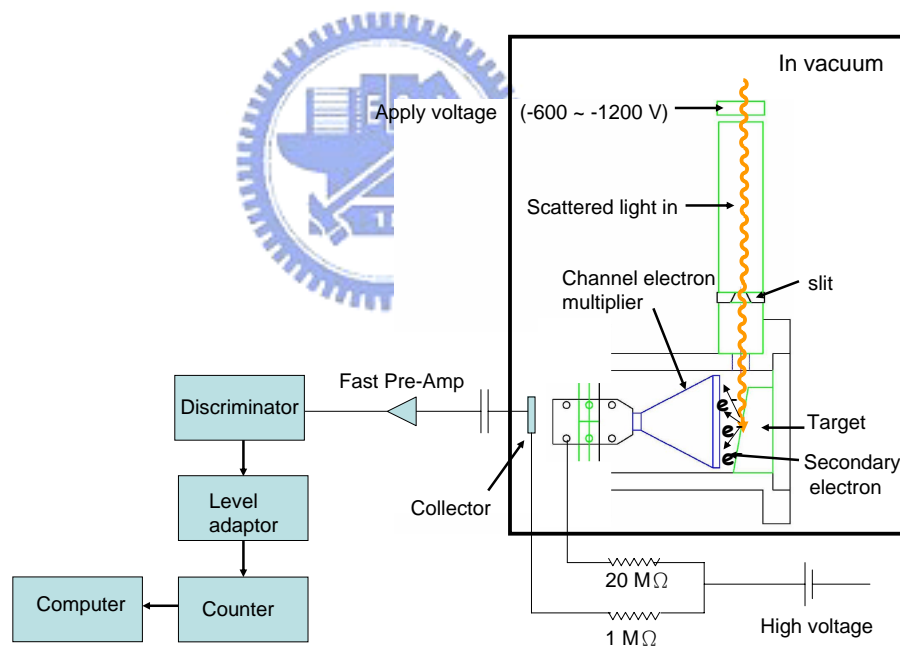 In vacuum
Apply voltage (-600 ~ -1200 V)
Scattered light in
Channel electron
multiplier
slit
Fast Pre-Amp
Discriminator
e
e
e
Target
Secondary
electron
Collector
Level
adaptor
20 MΩ
Computer
Counter
1 MΩ
High voltage